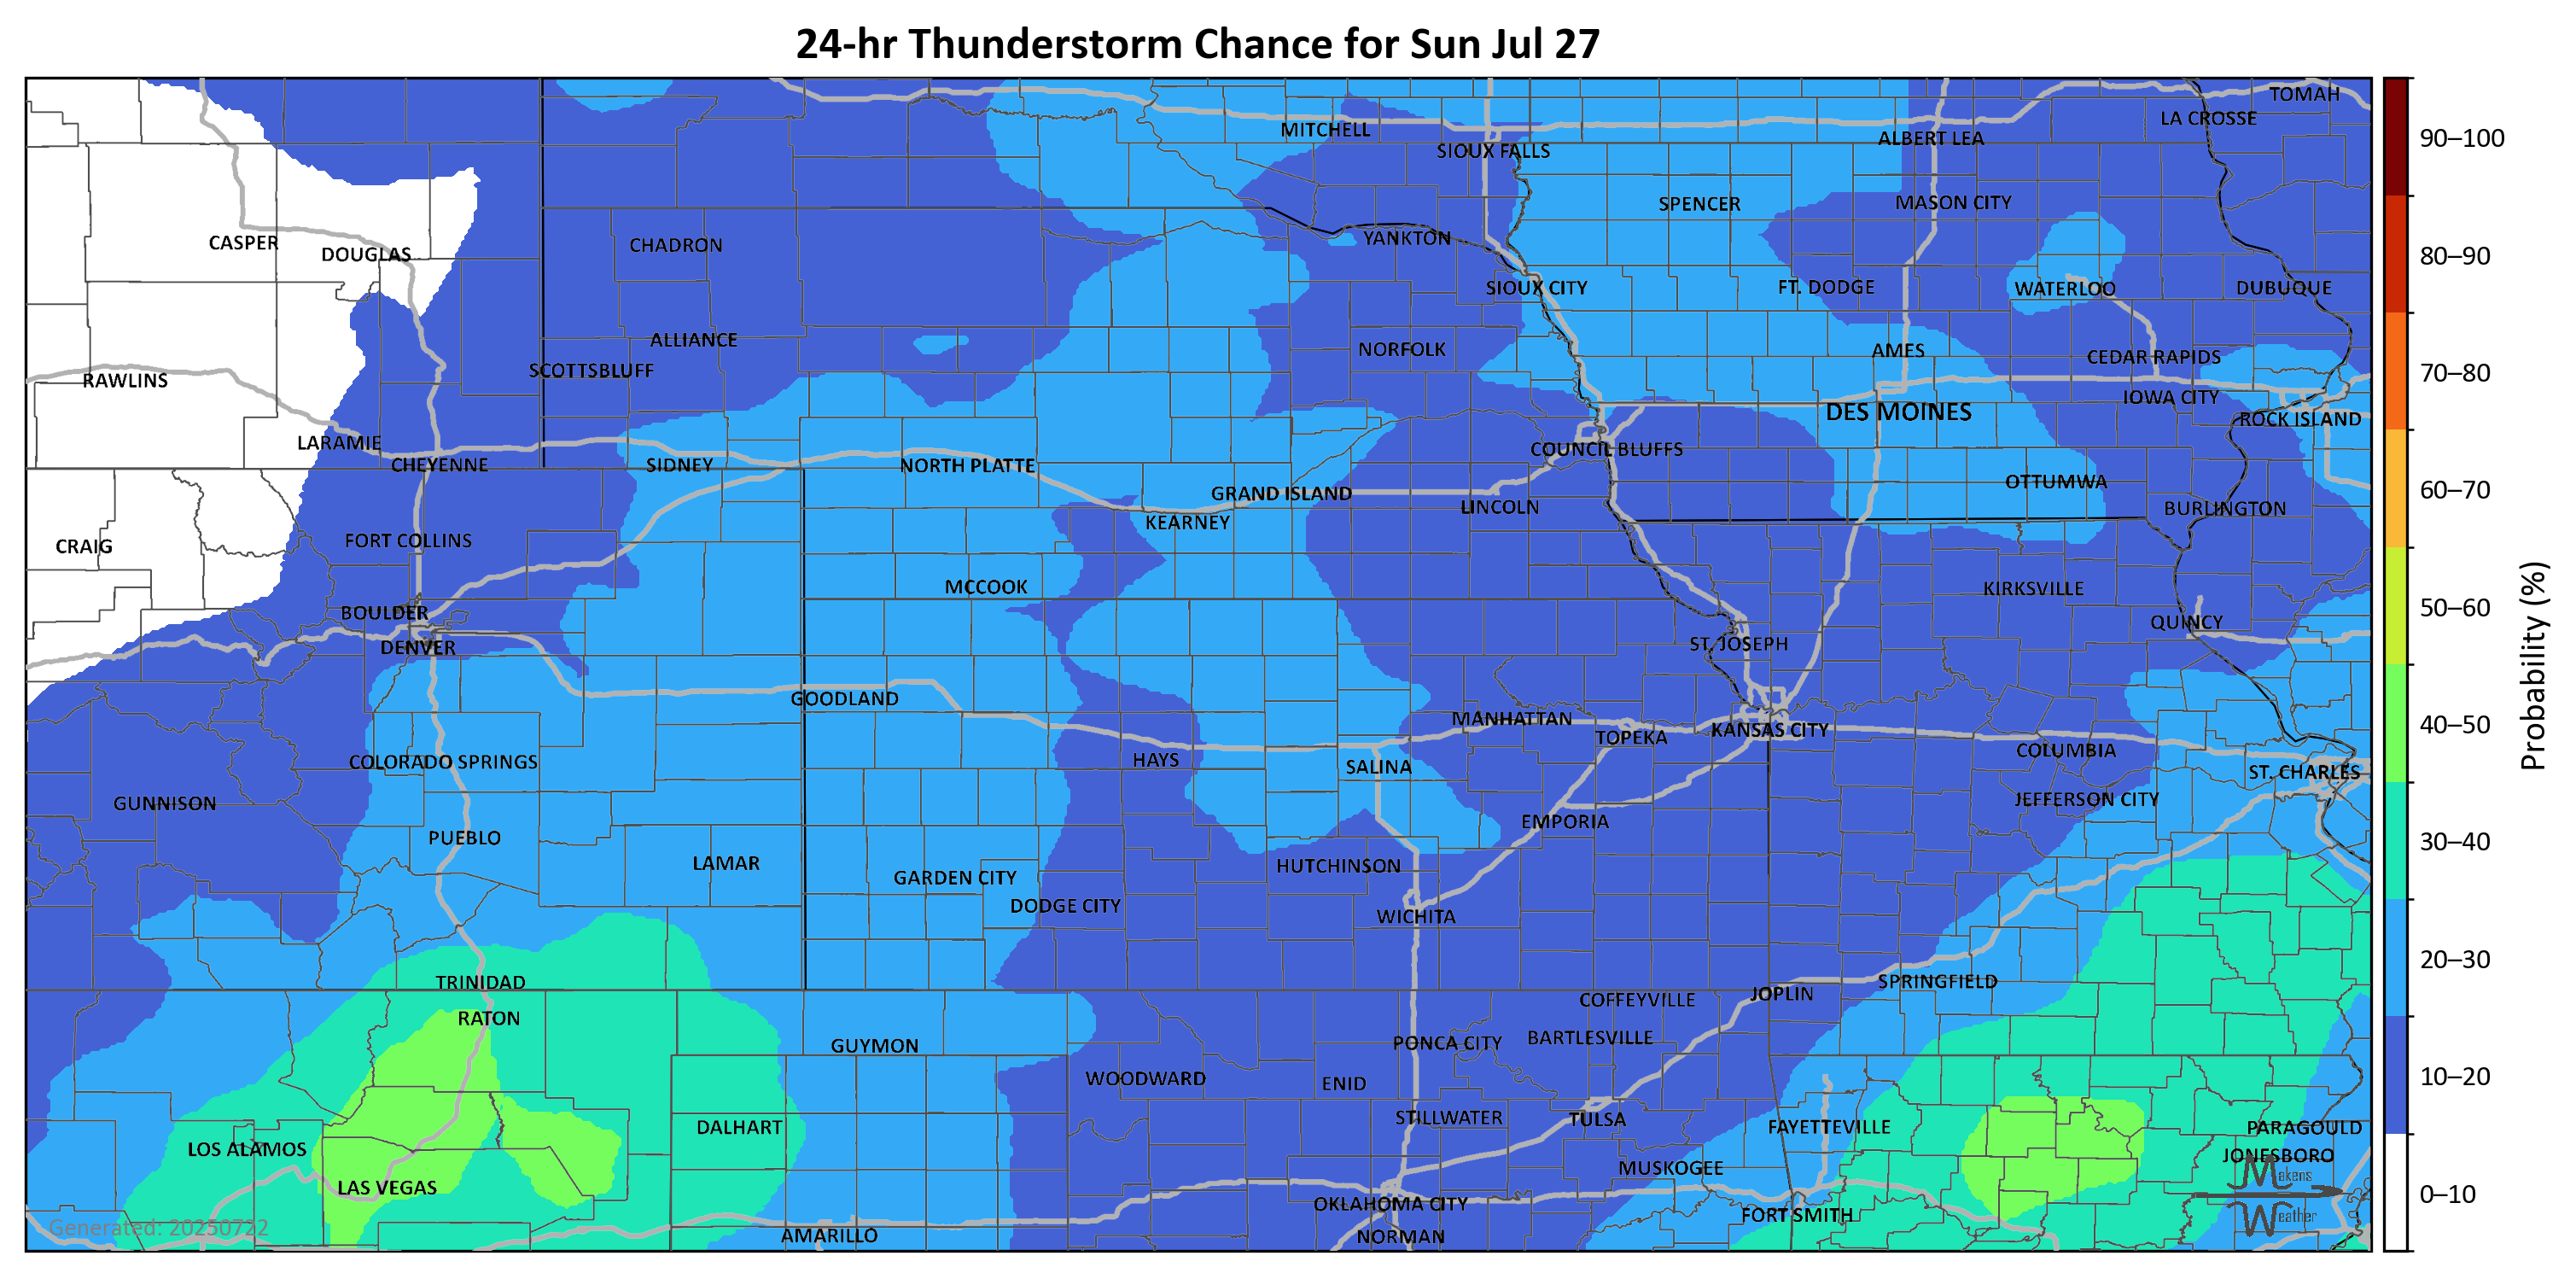 24-hr Thunderstorm Chance for Sun Jul 27
TOMAH
LA CROSSE
MITCHELL
ALBERT LEA
SIOUX FALLS
SPENCER
MASON CITY
CASPER
DOUGLAS
CHADRON
YANKTON
SIOUX CITY
FT. DODGE
WATERLOO
DUBUQUE
ALLIANCE
NORFOLK
AMES
CEDAR RAPIDS
SCOTTSBLUFF
RAWLINS
IOWA CITY
DES MOINES
ROCK ISLAND
LARAMIE
COUNCIL BLUFFS
CHEYENNE
SIDNEY
NORTH PLATTE
GRAND ISLAND
OTTUMWA
LINCOLN
BURLINGTON
KEARNEY
FORT COLLINS
CRAIG
MCCOOK
KIRKSVILLE
BOULDER
QUINCY
DENVER
ST. JOSEPH
GOODLAND
MANHATTAN
KANSAS CITY
TOPEKA
COLUMBIA
COLORADO SPRINGS
HAYS
SALINA
ST. CHARLES
GUNNISON
JEFFERSON CITY
EMPORIA
PUEBLO
LAMAR
HUTCHINSON
GARDEN CITY
DODGE CITY
WICHITA
TRINIDAD
SPRINGFIELD
JOPLIN
COFFEYVILLE
RATON
BARTLESVILLE
GUYMON
PONCA CITY
WOODWARD
ENID
STILLWATER
TULSA
DALHART
FAYETTEVILLE
PARAGOULD
LOS ALAMOS
JONESBORO
MUSKOGEE
LAS VEGAS
OKLAHOMA CITY
FORT SMITH
AMARILLO
NORMAN
Generated: 20250722
Makens
Weather
90–100
80–90
70–80
60–70
50–60
40–50
30–40
20–30
10–20
0–10
Probability (%)